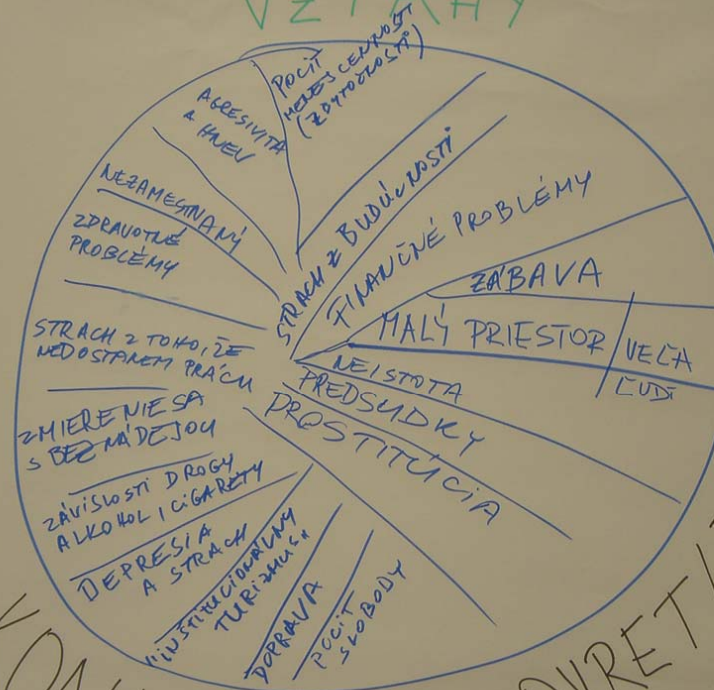 VZŤAHY
POCIT
MENEJCENNOSTI
(ZBYTOČNOSTI)
AGRESIVITA
A HNEV
NEZAMESTNANÝ
ZDRAVOTNÉ
PROBLÉMY
STRACH Z TOHO, ŽE
NEDOSTANEM PRÁCU
ZMIERENIE SA
S BEZNÁDEJOU
ZÁVISLOSTI DROGY
ALKOHOL, CIGARETY
DEPRESIA
A STRACH
"INŠTITUCIONÁLNY
TURIZMUS"
DOPRAVA
POCIT
SLOBODY
PROSTITÚCIA
PREDSUDKY
NEISTOTA
MALÝ PRIESTOR
VEĽA
ĽUDÍ
ZÁBAVA
FINANČNÉ PROBLÉMY
STRACH Z BUDÚCNOSTI